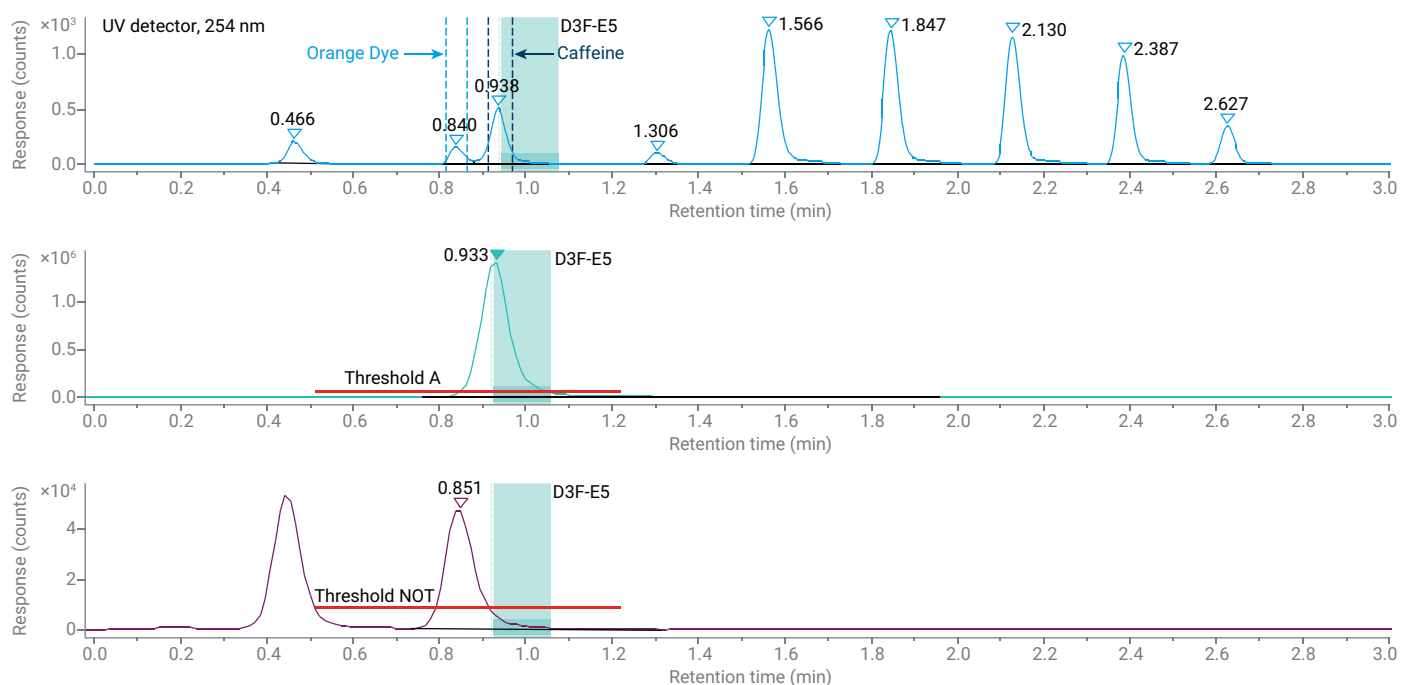 UV detector, 254 nm
×10³
Response (counts)
1.0
0.5
0.0
Orange Dye
Caffeine
D3F-E5
0.466
0.840
0.938
1.306
1.566
1.847
2.130
2.387
2.627
0.0 0.2 0.4 0.6 0.8 1.0 1.2 1.4 1.6 1.8 2.0 2.2 2.4 2.6 2.8 3.0
Retention time (min)
×10⁶
Response (counts)
1.0
0.5
0.0
0.933
D3F-E5
Threshold A
0.0 0.2 0.4 0.6 0.8 1.0 1.2 1.4 1.6 1.8 2.0 2.2 2.4 2.6 2.8 3.0
Retention time (min)
×10⁴
Response (counts)
4
2
0
0.851
D3F-E5
Threshold NOT
0.0 0.2 0.4 0.6 0.8 1.0 1.2 1.4 1.6 1.8 2.0 2.2 2.4 2.6 2.8 3.0
Retention time (min)